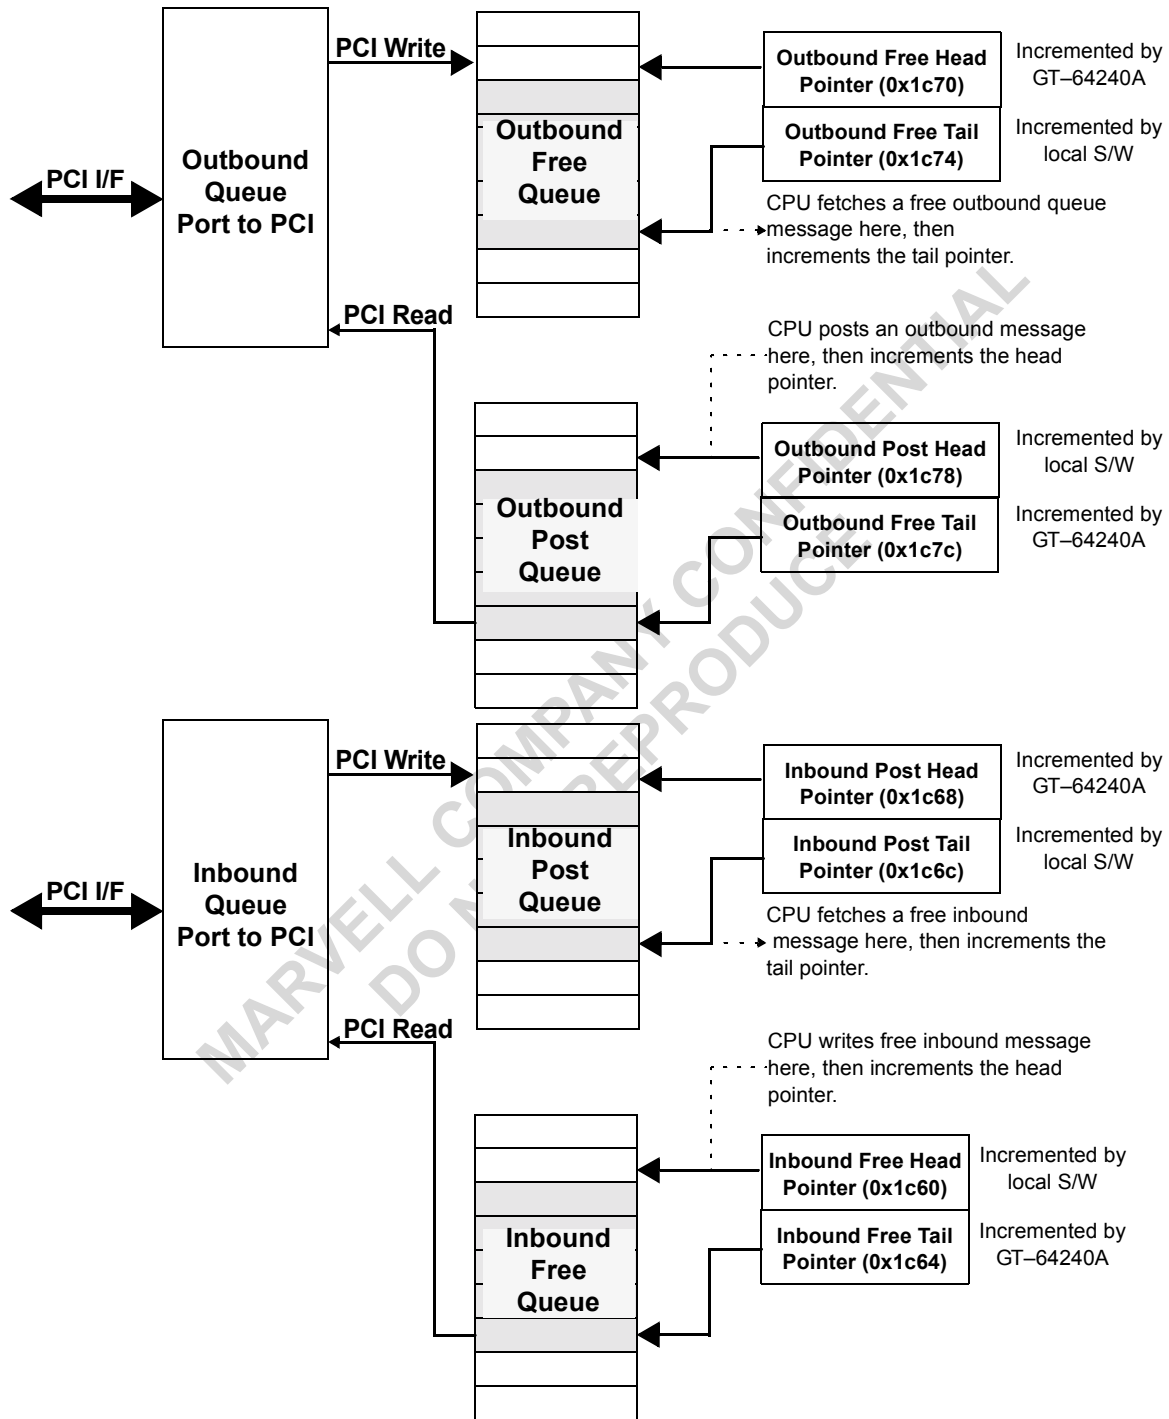 PCI Write
Outbound Free Head
Pointer (0x1c70)
Incremented by
GT–64240A
Outbound Free Tail
Pointer (0x1c74)
Incremented by
local S/W
Outbound
Free
Queue
Outbound
Queue
Port to PCI
PCI I/F
CPU fetches a free outbound queue
message here, then
increments the tail pointer.
PCI Read
CPU posts an outbound message
here, then increments the head
pointer.
Outbound Post Head
Pointer (0x1c78)
Incremented by
local S/W
Outbound Free Tail
Pointer (0x1c7c)
Incremented by
GT–64240A
Outbound
Post
Queue
PCI Write
Inbound Post Head
Pointer (0x1c68)
Incremented by
GT–64240A
Inbound Post Tail
Pointer (0x1c6c)
Incremented by
local S/W
Inbound
Post
Queue
Inbound
Queue
Port to PCI
PCI I/F
CPU fetches a free inbound
message here, then increments the
tail pointer.
PCI Read
CPU writes free inbound message
here, then increments the head
pointer.
Inbound Free Head
Pointer (0x1c60)
Incremented by
local S/W
Inbound Free Tail
Pointer (0x1c64)
Incremented by
GT–64240A
Inbound
Free
Queue
MARVELL COMPANY CONFIDENTIAL
DO NOT REPRODUCE